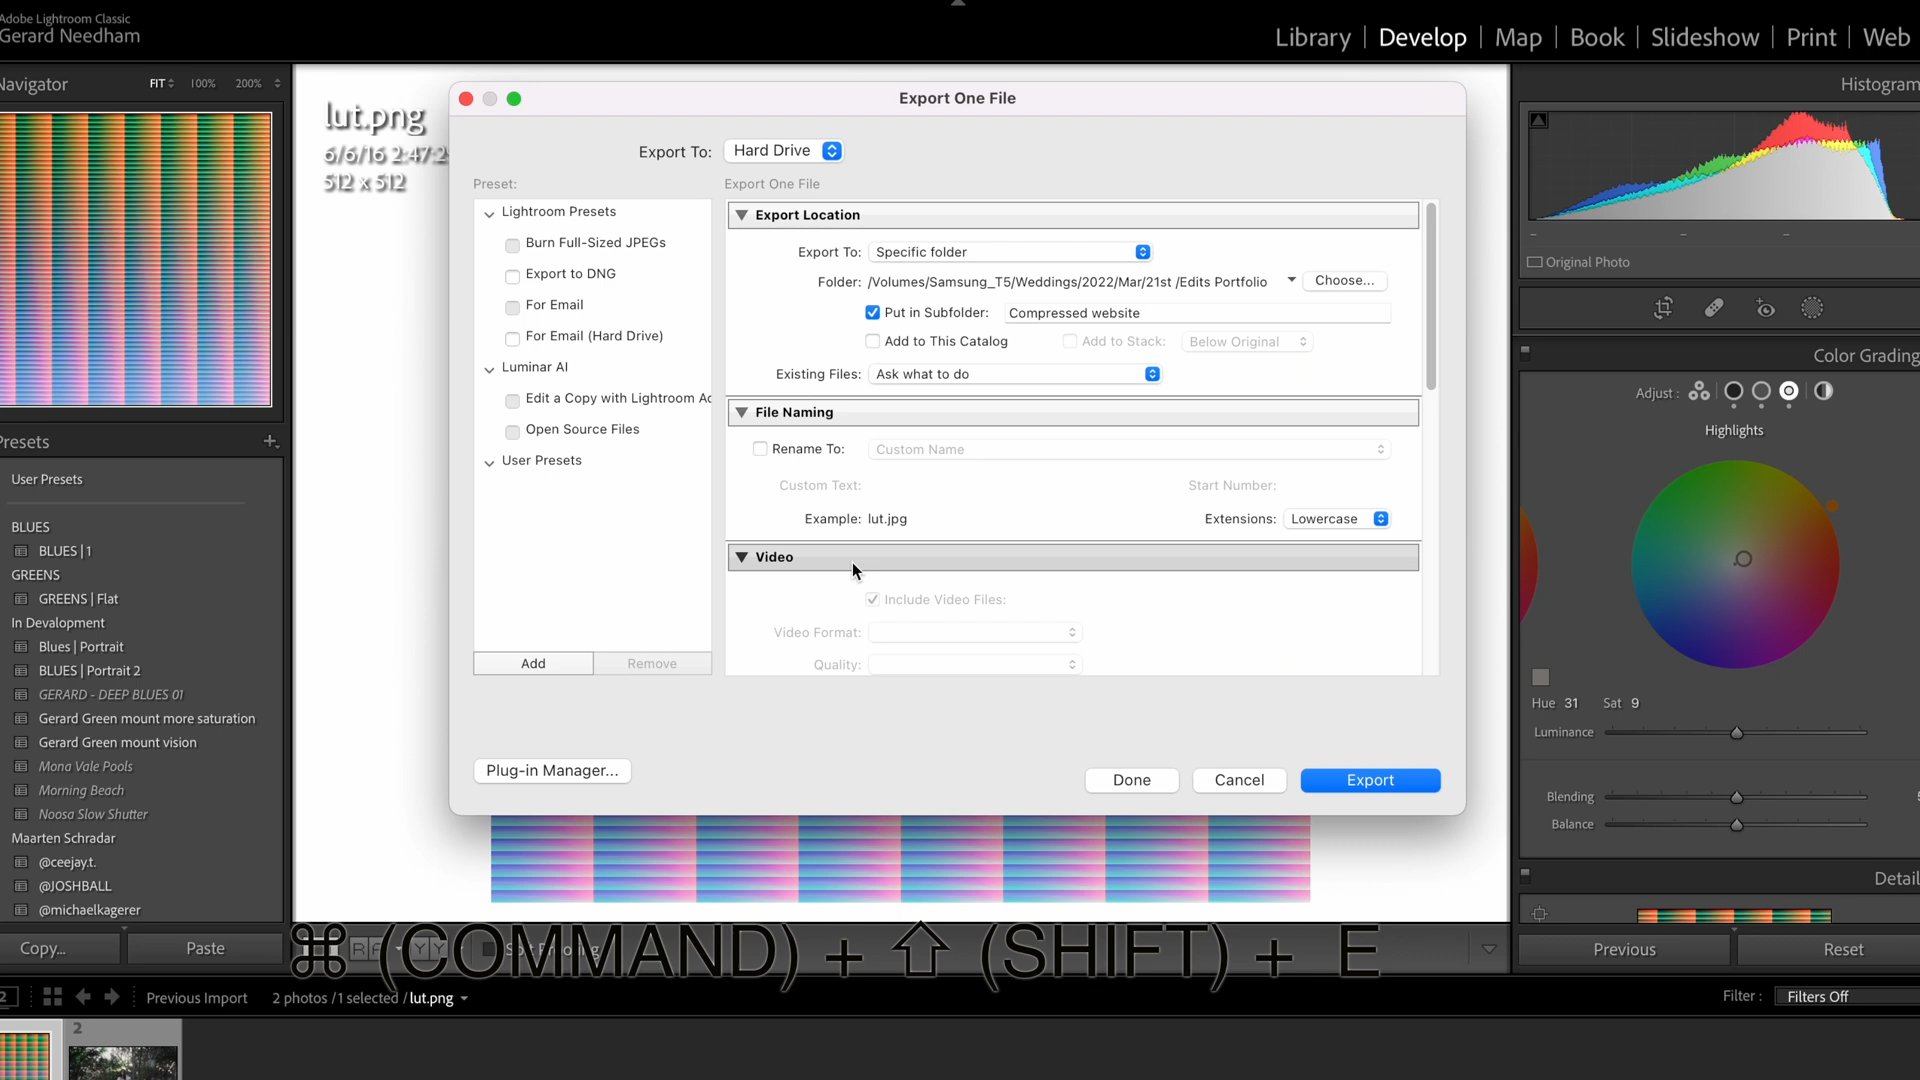 Adobe Lightroom Classic
Gerard Needham
Library | Develop | Map | Book | Slideshow | Print | Web
Navigator
FIT 100% 200%
Histogram
lut.png
6/6/16 2:47:2
512 x 512
Original Photo
Export One File
Export To: Hard Drive
Preset:
Export One File
Lightroom Presets
Burn Full-Sized JPEGs
Export to DNG
For Email
For Email (Hard Drive)
Luminar AI
Edit a Copy with Lightroom Ad
Open Source Files
User Presets
Add
Remove
Export Location
Export To: Specific folder
Folder: /Volumes/Samsung_T5/Weddings/2022/Mar/21st /Edits Portfolio
Choose...
Put in Subfolder: Compressed website
Add to This Catalog
Add to Stack: Below Original
Existing Files: Ask what to do
File Naming
Rename To: Custom Name
Custom Text:
Start Number:
Example: lut.jpg
Extensions: Lowercase
Video
Include Video Files:
Video Format:
Quality:
Plug-in Manager...
Done
Cancel
Export
Presets
User Presets
BLUES
BLUES | 1
GREENS
GREENS | Flat
In Devalopment
Blues | Portrait
BLUES | Portrait 2
GERARD - DEEP BLUES 01
Gerard Green mount more saturation
Gerard Green mount vision
Mona Vale Pools
Morning Beach
Noosa Slow Shutter
Maarten Schradar
@ceejay.t.
@JOSHBALL
@michaelkagerer
Color Grading
Adjust :
Highlights
Hue 31 Sat 9
Luminance
Blending
Balance
Detail
Copy...
Paste
⌘ (COMMAND) + ⇧ (SHIFT) + E
Previous
Reset
2
Previous Import
2 photos / 1 selected / lut.png
Filter : Filters Off
2